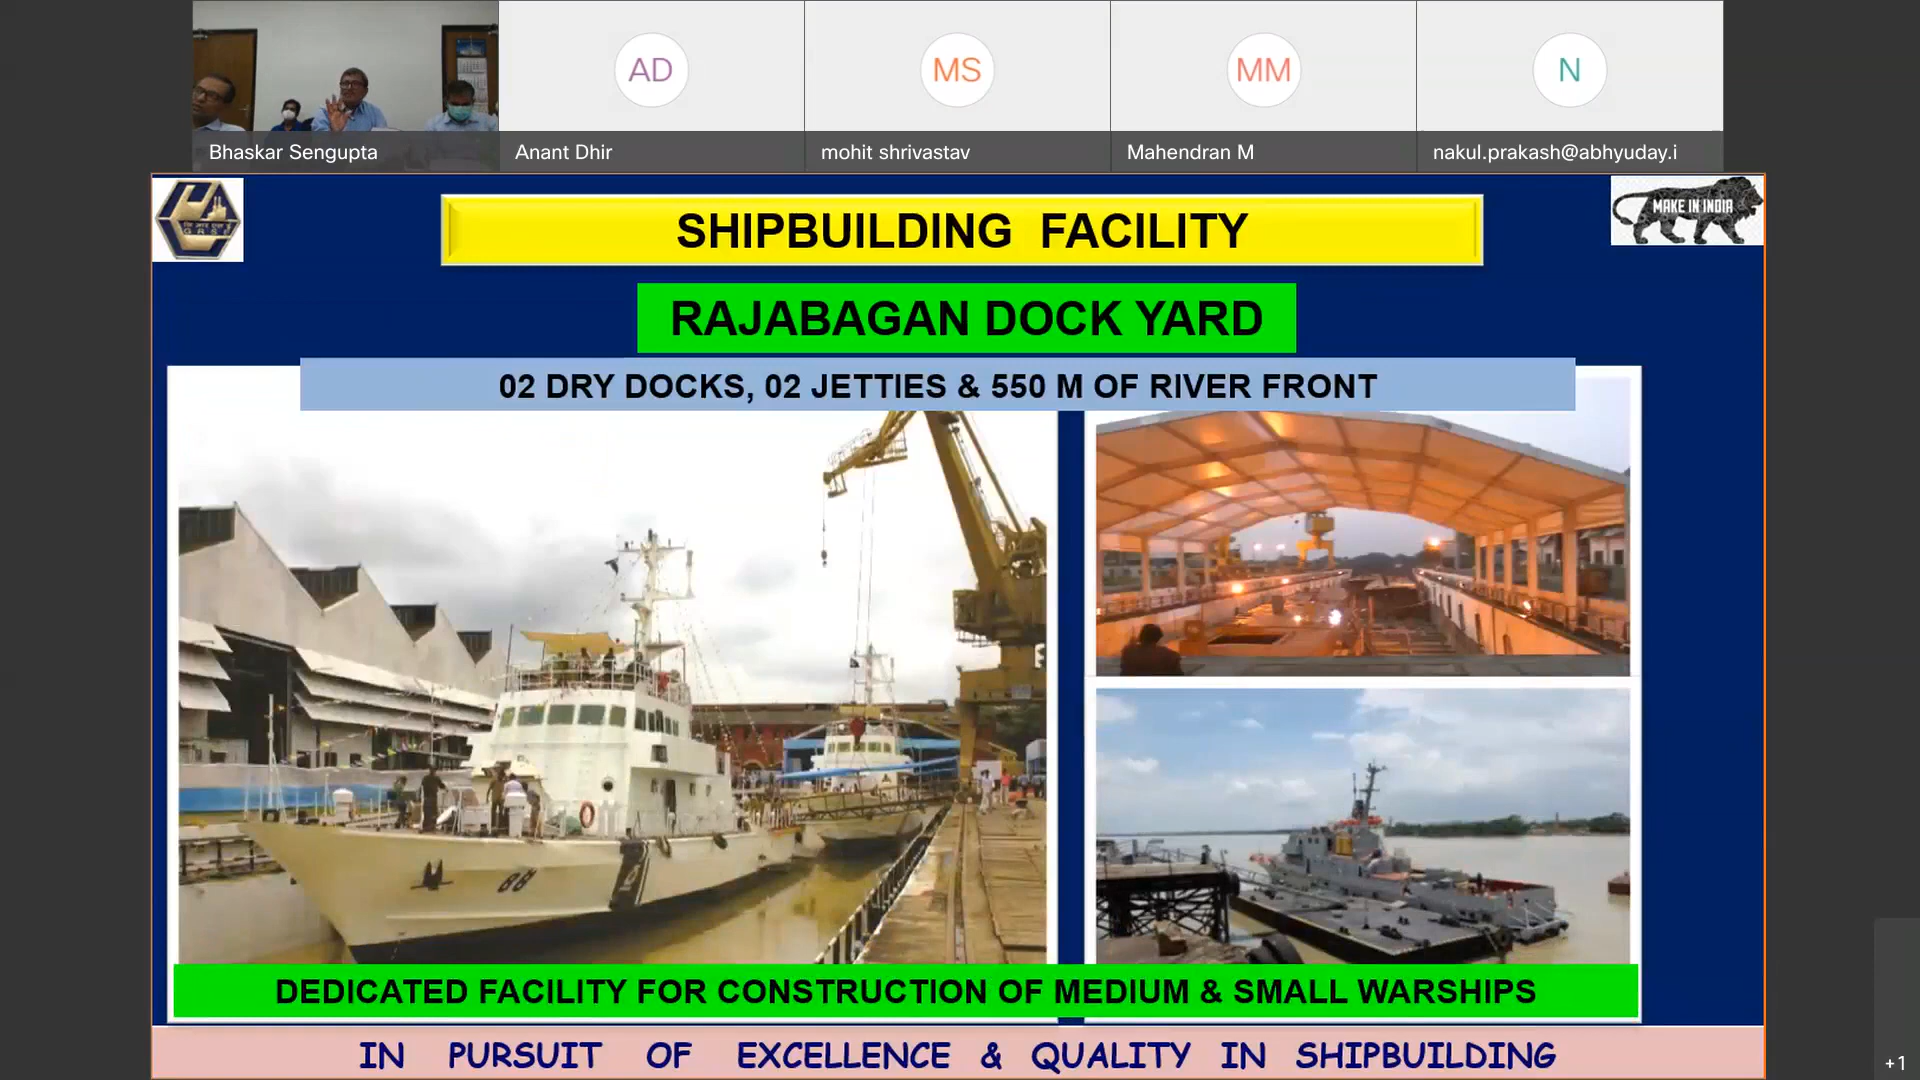 AD
MS
MM
N
Bhaskar Sengupta
Anant Dhir
mohit shrivastav
Mahendran M
nakul.prakash@abhyuday.i
MAKE IN INDIA
SHIPBUILDING FACILITY
GRSE
RAJABAGAN DOCK YARD
02 DRY DOCKS, 02 JETTIES & 550 M OF RIVER FRONT
88
DEDICATED FACILITY FOR CONSTRUCTION OF MEDIUM & SMALL WARSHIPS
IN PURSUIT OF EXCELLENCE & QUALITY IN SHIPBUILDING
+1